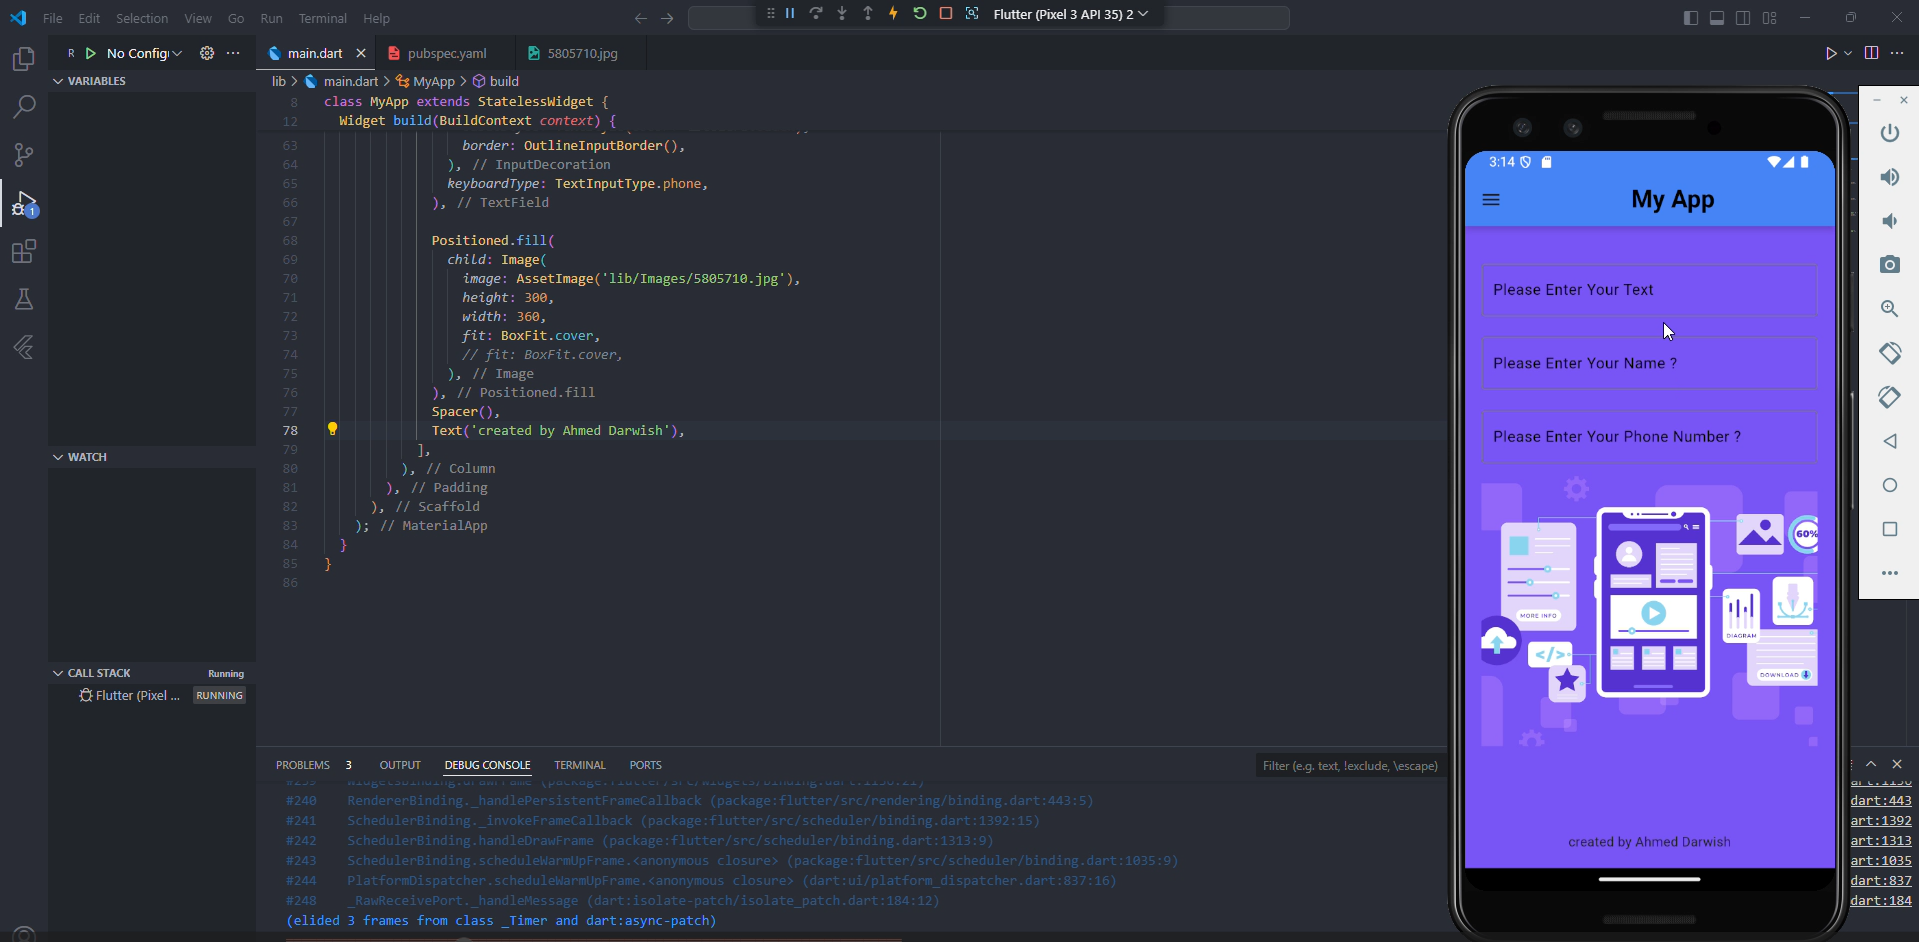 File Edit Selection View Go Run Terminal Help
Flutter (Pixel 3 API 35) 2
R No Config
main.dart
pubspec.yaml
5805710.jpg
VARIABLES
lib > main.dart > MyApp > build
8 class MyApp extends StatelessWidget {
12 Widget build(BuildContext context) {
63 border: OutlineInputBorder(),
64 ), // InputDecoration
65 keyboardType: TextInputType.phone,
66 ), // TextField
67
68 Positioned.fill(
69 child: Image(
70 image: AssetImage('lib/Images/5805710.jpg'),
71 height: 300,
72 width: 360,
73 fit: BoxFit.cover,
74 // fit: BoxFit.cover,
75 ), // Image
76 ), // Positioned.fill
77 Spacer(),
78 Text('created by Ahmed Darwish'),
79 ],
80 ), // Column
81 ), // Padding
82 ), // Scaffold
83 ); // MaterialApp
84 }
85 }
86
WATCH
CALL STACK Running
Flutter (Pixel ... RUNNING
1
PROBLEMS 3 OUTPUT DEBUG CONSOLE TERMINAL PORTS
Filter (e.g. text, !exclude, \escape)
#240 RendererBinding._handlePersistentFrameCallback (package:flutter/src/rendering/binding.dart:443:5)
#241 SchedulerBinding._invokeFrameCallback (package:flutter/src/scheduler/binding.dart:1392:15)
#242 SchedulerBinding.handleDrawFrame (package:flutter/src/scheduler/binding.dart:1313:9)
#243 SchedulerBinding.scheduleWarmUpFrame.<anonymous closure> (package:flutter/src/scheduler/binding.dart:1035:9)
#244 PlatformDispatcher.scheduleWarmUpFrame.<anonymous closure> (dart:ui/platform_dispatcher.dart:837:16)
#248 _RawReceivePort._handleMessage (dart:isolate-patch/isolate_patch.dart:184:12)
(elided 3 frames from class _Timer and dart:async-patch)
dart:443
art:1392
art:1313
art:1035
dart:837
dart:184
3:14
My App
Please Enter Your Text
Please Enter Your Name ?
Please Enter Your Phone Number ?
60%
MORE INFO
DIAGRAM
</>
DOWNLOAD
created by Ahmed Darwish